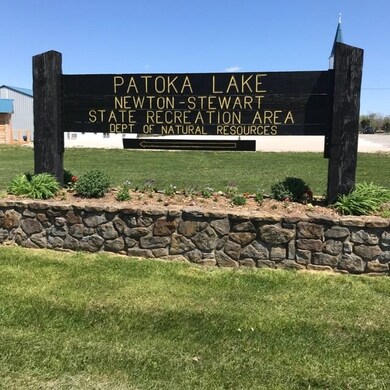 PATOKA LAKE
NEWTON-STEWART
STATE RECREATION AREA
DEPT OF NATURAL RESOURCES